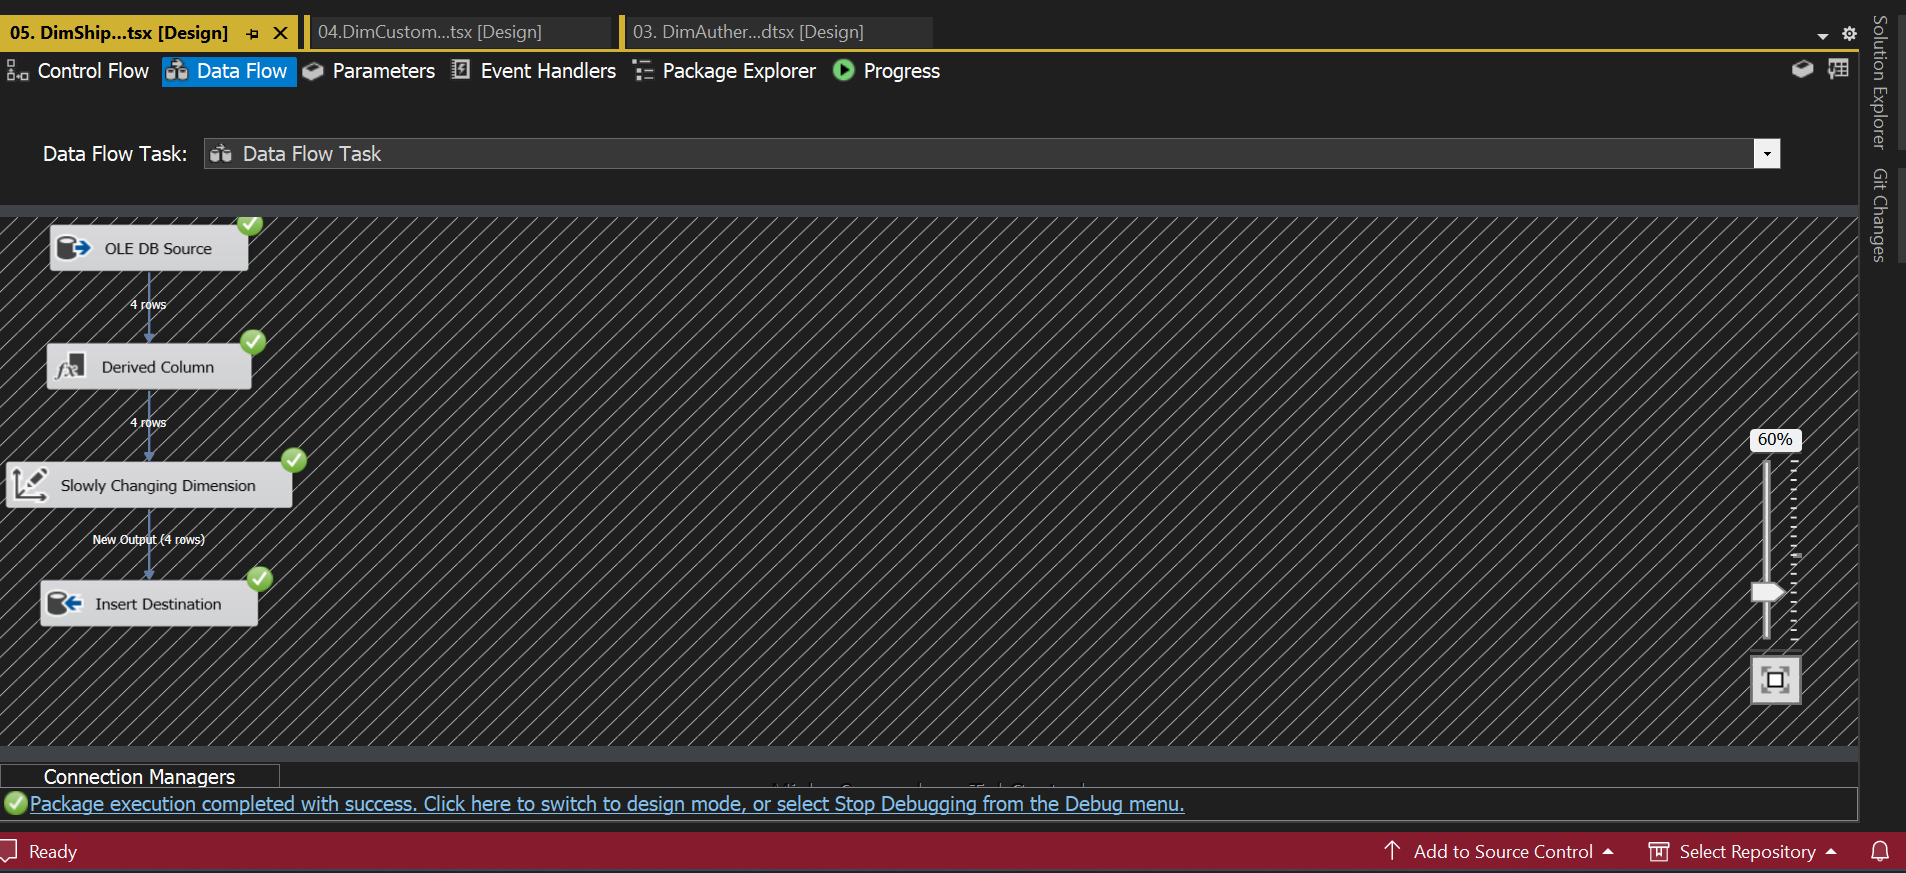 05. DimShip...tsx [Design]
04.DimCustom...tsx [Design]
03. DimAuther...dtsx [Design]
Control Flow
Data Flow
Parameters
Event Handlers
Package Explorer
Progress
Solution Explorer
Git Changes
Data Flow Task:
Data Flow Task
OLE DB Source
4 rows
fx
Derived Column
4 rows
Slowly Changing Dimension
New Output (4 rows)
Insert Destination
60%
Connection Managers
Package execution completed with success. Click here to switch to design mode, or select Stop Debugging from the Debug menu.
Ready
Add to Source Control
Select Repository